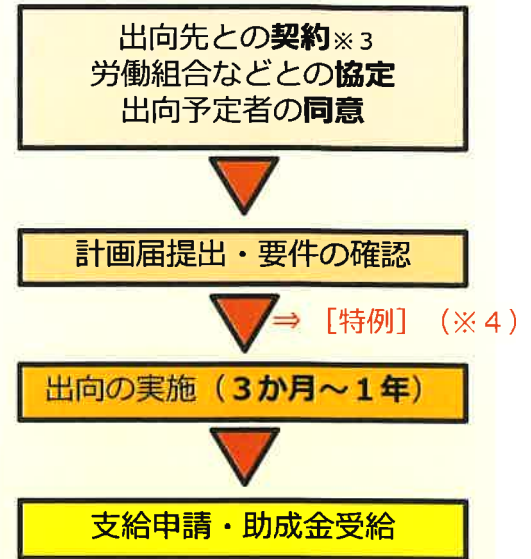 出向先との契約※3
労働組合などとの協定
出向予定者の同意
計画届提出・要件の確認
⇒ [特例] (※4)
出向の実施（3か月～1年）
支給申請・助成金受給